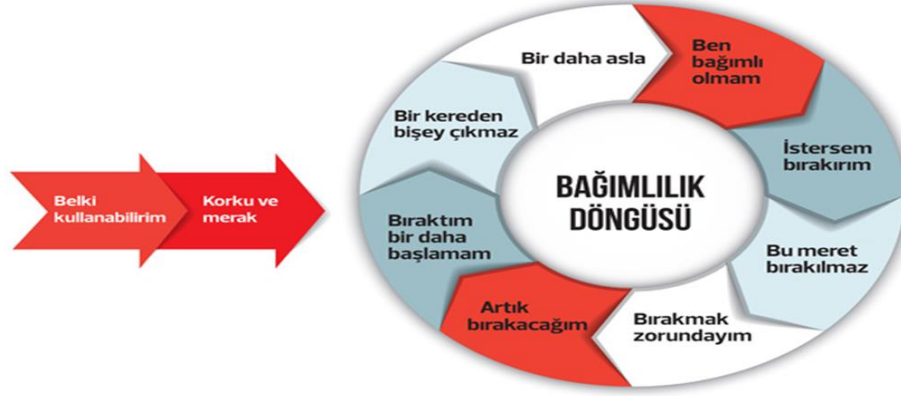 Belki
kullanabilirim
Korku ve
merak
BAĞIMLILIK
DÖNGÜSÜ
Bir daha asla
Ben
bağımlı
olmam
İstersem
bırakırım
Bu meret
bırakılmaz
Bırakmak
zorundayım
Artık
bırakacağım
Bıraktım
bir daha
başlamam
Bir kereden
bişey çıkmaz